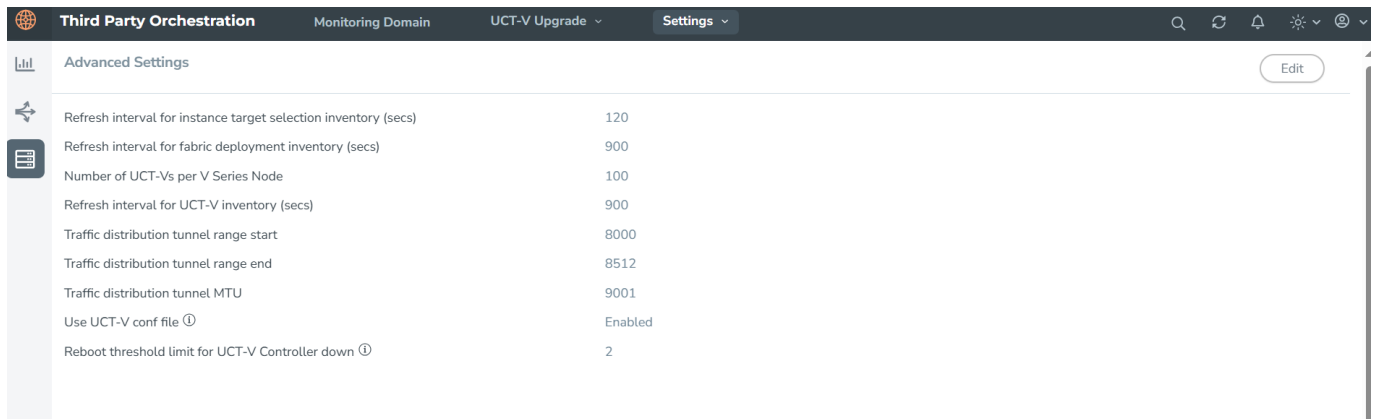 Third Party Orchestration Monitoring Domain UCT-V Upgrade Settings
Advanced Settings Edit
Refresh interval for instance target selection inventory (secs) 120
Refresh interval for fabric deployment inventory (secs) 900
Number of UCT-Vs per V Series Node 100
Refresh interval for UCT-V inventory (secs) 900
Traffic distribution tunnel range start 8000
Traffic distribution tunnel range end 8512
Traffic distribution tunnel MTU 9001
Use UCT-V conf file Enabled
Reboot threshold limit for UCT-V Controller down 2